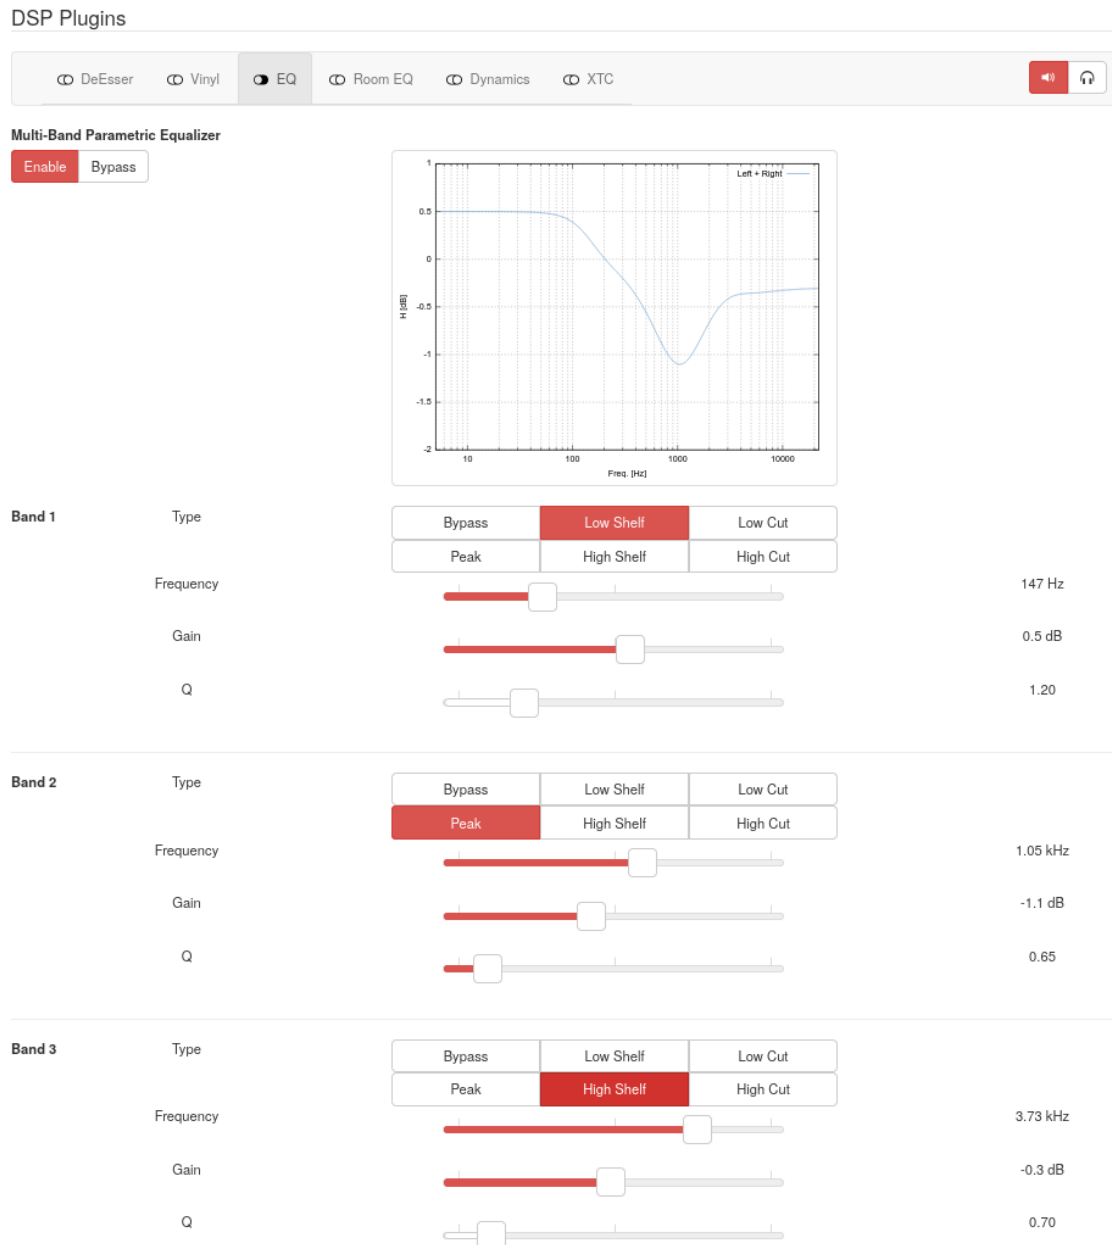 DSP Plugins
DeEsser Vinyl EQ Room EQ Dynamics XTC
Multi-Band Parametric Equalizer
Enable Bypass
1
Left + Right
0.5
0
-0.5
H [dB]
-1
-1.5
-2
10 100 1000 10000
Freq. [Hz]
Band 1 Type Bypass Low Shelf Low Cut
Peak High Shelf High Cut
Frequency 147 Hz
Gain 0.5 dB
Q 1.20
Band 2 Type Bypass Low Shelf Low Cut
Peak High Shelf High Cut
Frequency 1.05 kHz
Gain -1.1 dB
Q 0.65
Band 3 Type Bypass Low Shelf Low Cut
Peak High Shelf High Cut
Frequency 3.73 kHz
Gain -0.3 dB
Q 0.70